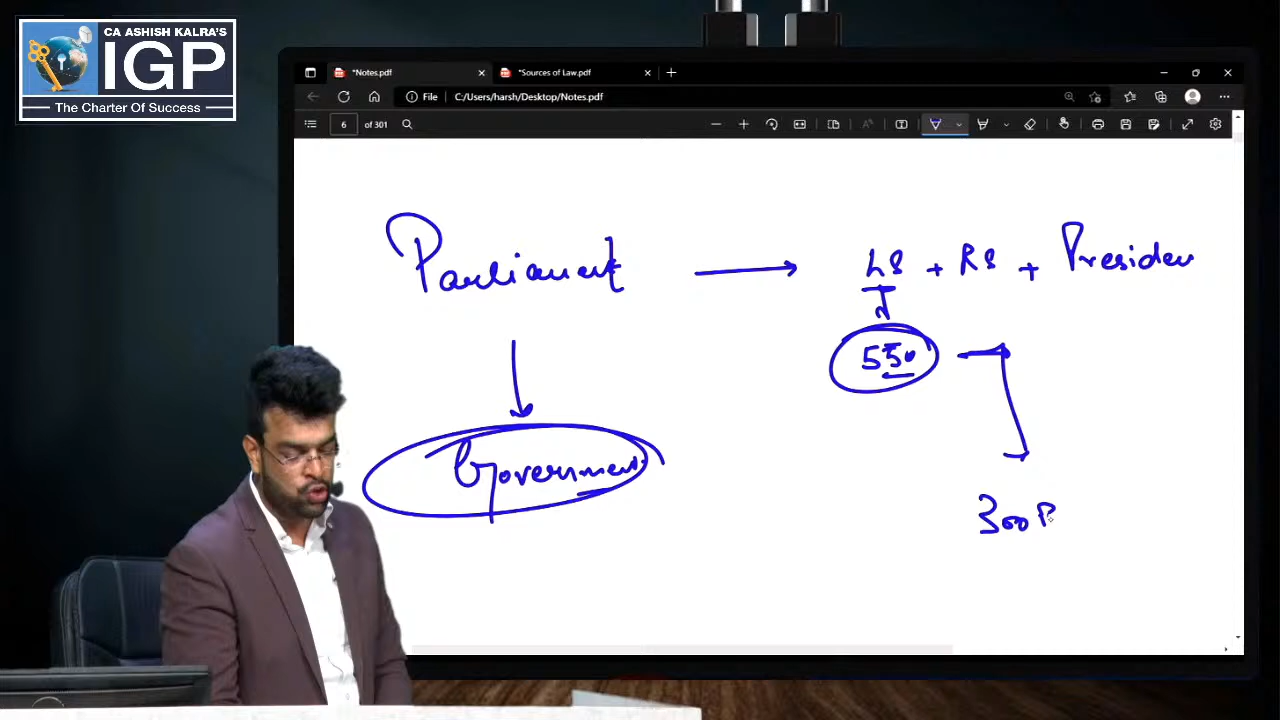 CA ASHISH KALRA'S
IGP
The Charter Of Success
*Notes.pdf
*Sources of Law.pdf
File C:/Users/harsh/Desktop/Notes.pdf
6 of 301
Parliament → LS + RS + Presiden
550
Government
300 B